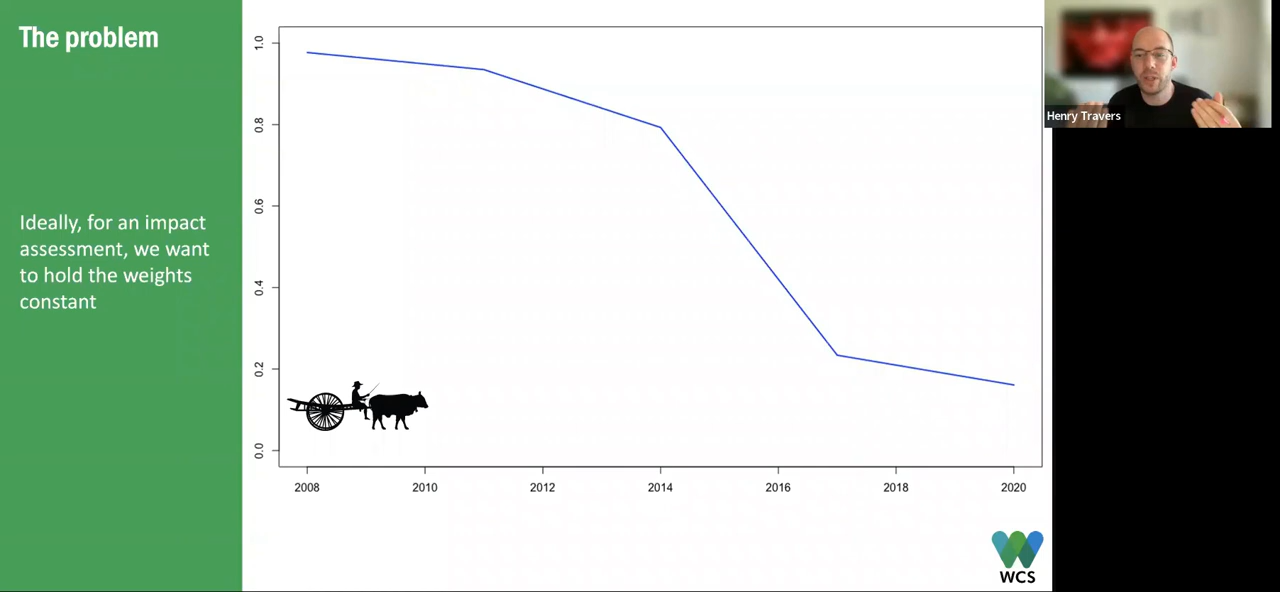 The problem
Ideally, for an impact
assessment, we want
to hold the weights
constant
1.0
0.8
0.6
0.4
0.2
0.0
2008 2010 2012 2014 2016 2018 2020
WCS
Henry Travers